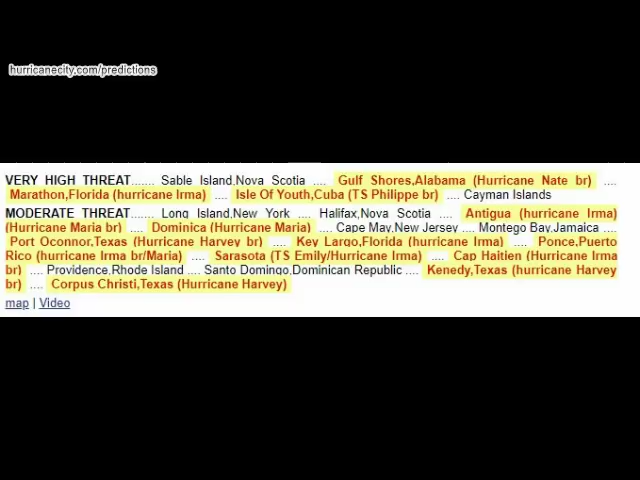 hurricanecity.com/predictions
VERY HIGH THREAT....... Sable Island,Nova Scotia .... Gulf Shores,Alabama (Hurricane Nate br) ....
Marathon,Florida (hurricane Irma) .... Isle Of Youth,Cuba (TS Philippe br) .... Cayman Islands
MODERATE THREAT....... Long Island,New York .... Halifax,Nova Scotia .... Antigua (hurricane Irma)
(Hurricane Maria br) .... Dominica (Hurricane Maria) .... Cape May,New Jersey .... Montego Bay,Jamaica ....
Port Oconnor,Texas (Hurricane Harvey br) .... Key Largo,Florida (hurricane Irma) .... Ponce,Puerto
Rico (hurricane Irma br/Maria) .... Sarasota (TS Emily/Hurricane Irma) .... Cap Haitien (Hurricane Irma
br) .... Providence,Rhode Island .... Santo Domingo,Dominican Republic .... Kenedy,Texas (hurricane Harvey
br) .... Corpus Christi,Texas (Hurricane Harvey)
map | Video